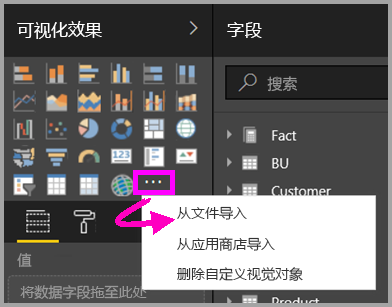 可视化效果
字段
搜索
Fact
BU
Customer
从文件导入
从应用商店导入
删除自定义视觉对象
值
将数据字段拖至此处
Product
123